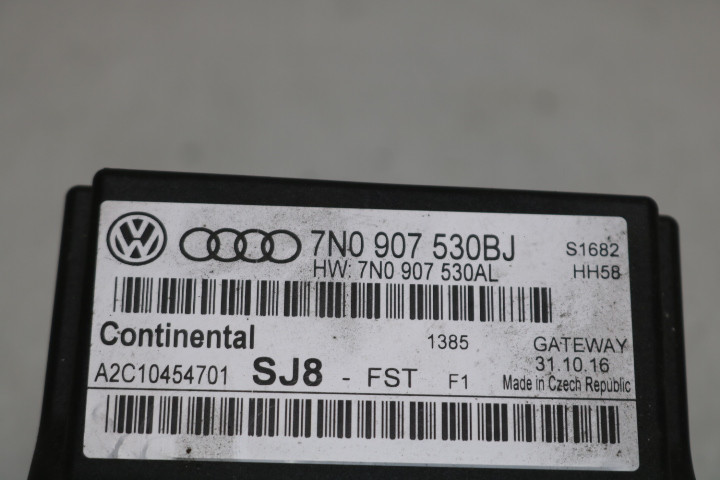 7N0 907 530BJ S1682
HW: 7N0 907 530AL HH58
Continental 1385 GATEWAY
31.10.16
A2C10454701 SJ8 - FST F1 Made in Czech Republic